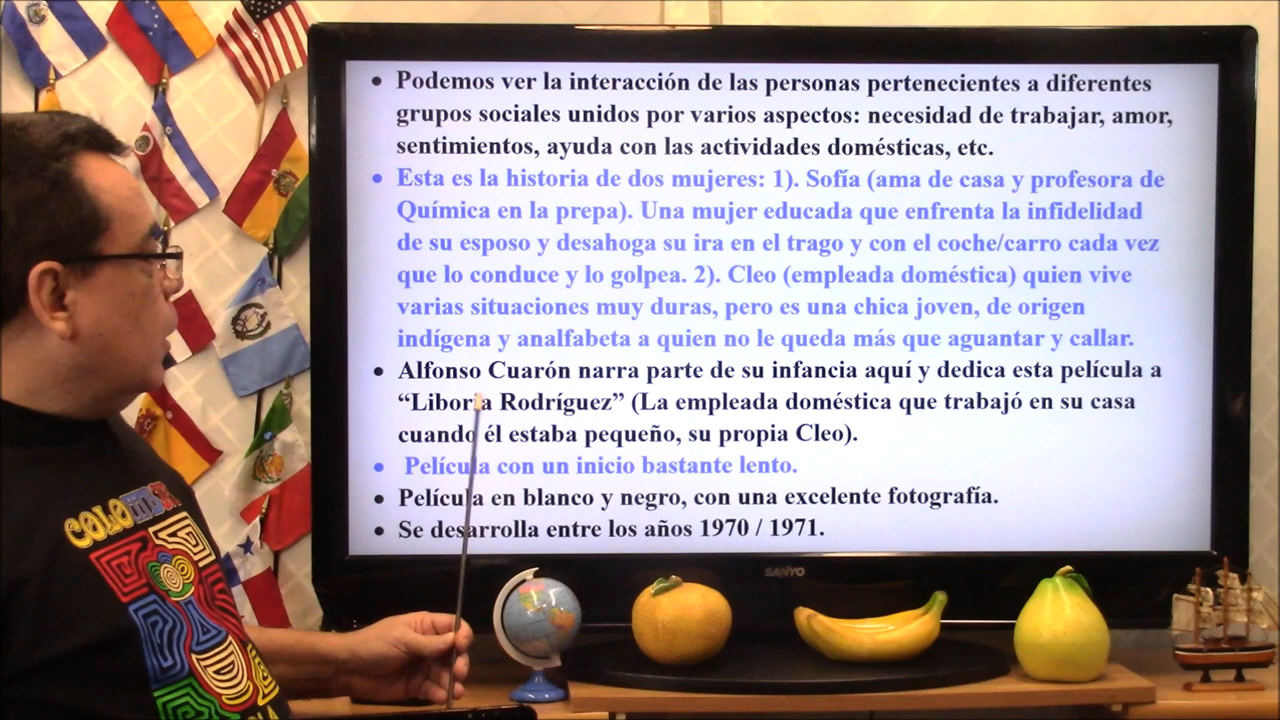 • Podemos ver la interacción de las personas pertenecientes a diferentes
grupos sociales unidos por varios aspectos: necesidad de trabajar, amor,
sentimientos, ayuda con las actividades domésticas, etc.
• Esta es la historia de dos mujeres: 1). Sofía (ama de casa y profesora de
Química en la prepa). Una mujer educada que enfrenta la infidelidad
de su esposo y desahoga su ira en el trago y con el coche/carro cada vez
que lo conduce y lo golpea. 2). Cleo (empleada doméstica) quien vive
varias situaciones muy duras, pero es una chica joven, de origen
indígena y analfabeta a quien no le queda más que aguantar y callar.
• Alfonso Cuarón narra parte de su infancia aquí y dedica esta película a
“Liboria Rodríguez” (La empleada doméstica que trabajó en su casa
cuando él estaba pequeño, su propia Cleo).
• Película con un inicio bastante lento.
• Película en blanco y negro, con una excelente fotografía.
• Se desarrolla entre los años 1970 / 1971.
SANYO